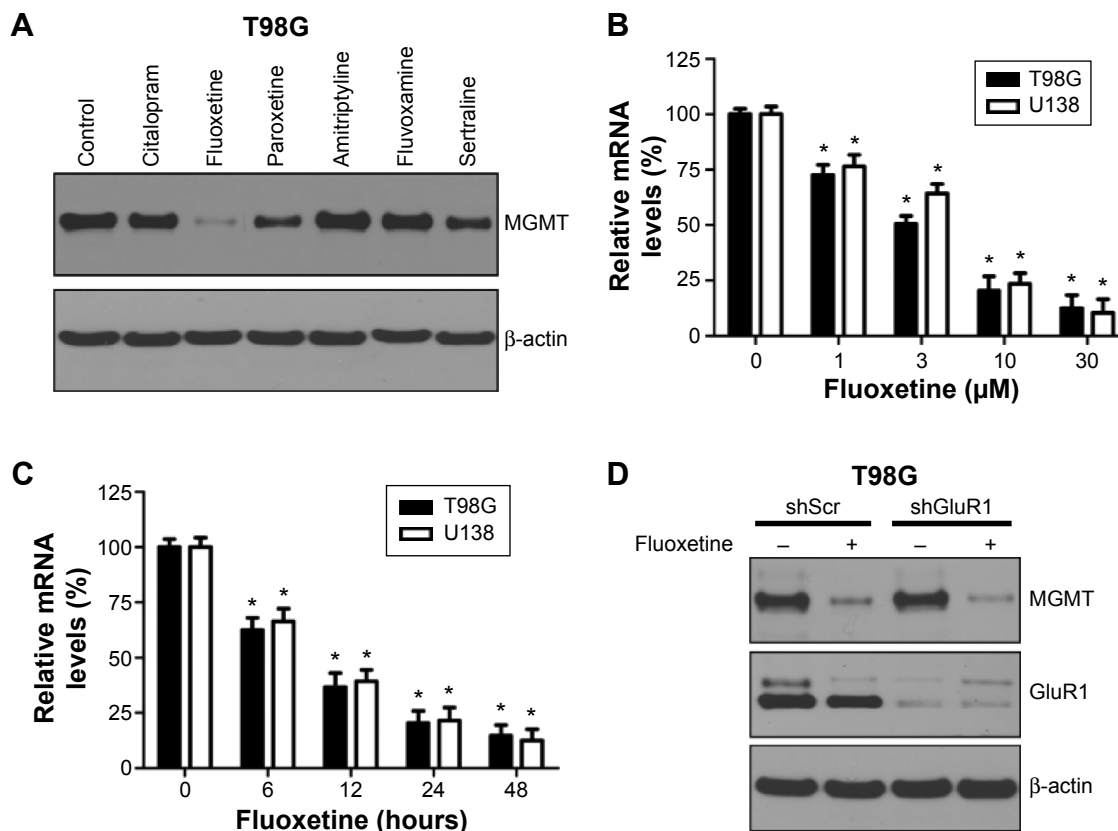 A
T98G
Control
Citalopram
Fluoxetine
Paroxetine
Amitriptyline
Fluvoxamine
Sertraline
MGMT
β-actin
B
Relative mRNA
levels (%)
125
100
75
50
25
0
T98G
U138
* * * * * * * *
0 1 3 10 30
Fluoxetine (µM)
C
Relative mRNA
levels (%)
125
100
75
50
25
0
T98G
U138
* * * * * * * *
0 6 12 24 48
Fluoxetine (hours)
D
T98G
shScr shGluR1
Fluoxetine – + – +
MGMT
GluR1
β-actin